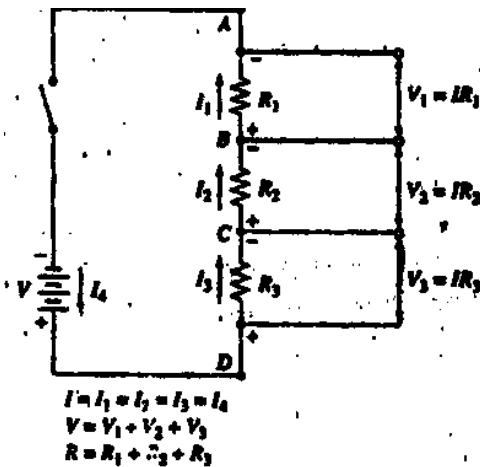 A
−
I₁ R₁ V₁ = IR₁
+
B
−
I₂ R₂ V₂ = IR₂
+
C
−
− V I₄ I₃ R₃ V₃ = IR₃
+ +
D
I = I₁ = I₂ = I₃ = I₄
V = V₁ + V₂ + V₃
R = R₁ + R₂ + R₃